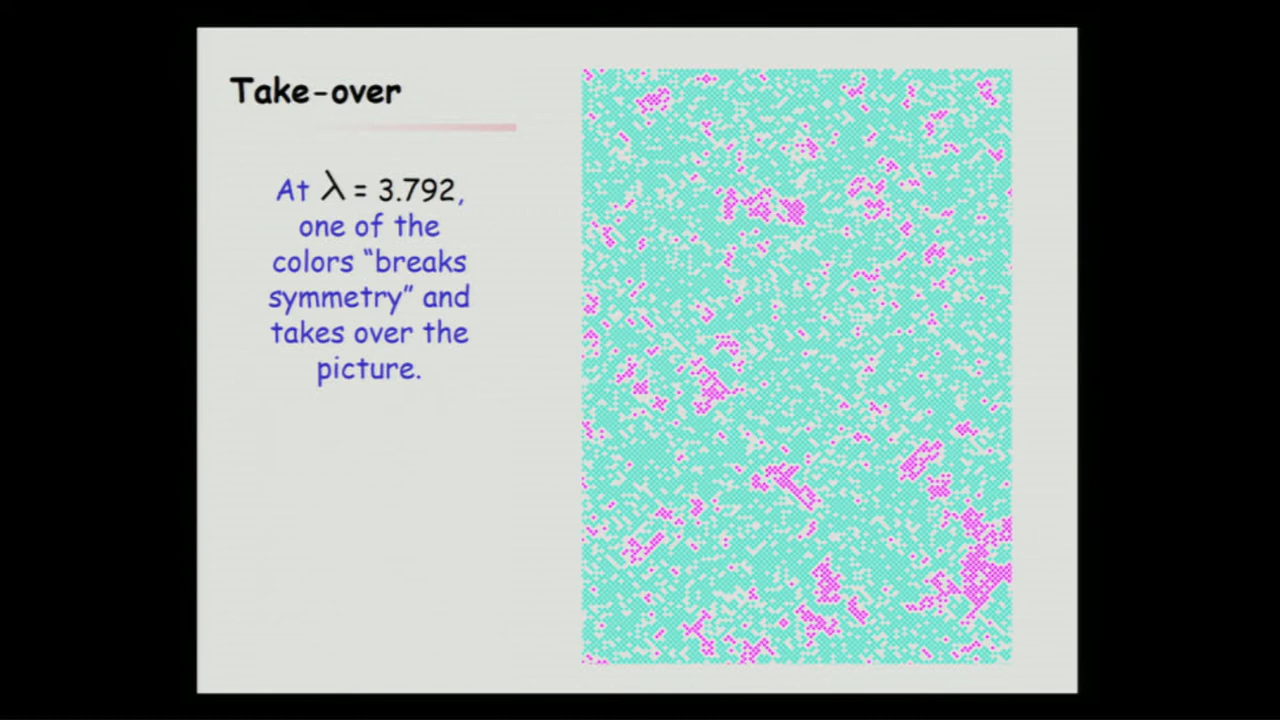 Take-over
At λ = 3.792,
one of the
colors “breaks
symmetry” and
takes over the
picture.